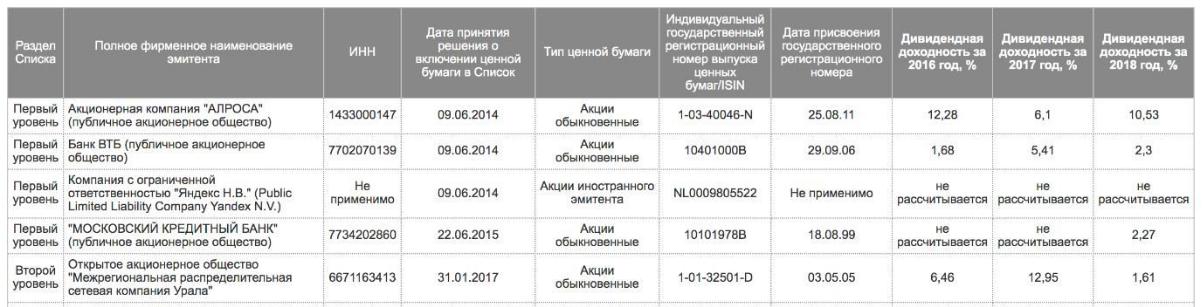 Раздел Списка
Полное фирменное наименование эмитента
ИНН
Дата принятия решения о включении ценной бумаги в Список
Тип ценной бумаги
Индивидуальный государственный регистрационный номер выпуска ценных бумаг/ISIN
Дата присвоения государственного регистрационного номера
Дивидендная доходность за 2016 год, %
Дивидендная доходность за 2017 год, %
Дивидендная доходность за 2018 год, %
Первый уровень Акционерная компания "АЛРОСА" (публичное акционерное общество) 1433000147 09.06.2014 Акции обыкновенные 1-03-40046-N 25.08.11 12,28 6,1 10,53
Первый уровень Банк ВТБ (публичное акционерное общество) 7702070139 09.06.2014 Акции обыкновенные 10401000B 29.09.06 1,68 5,41 2,3
Первый уровень Компания с ограниченной ответственностью "Яндекс Н.В." (Public Limited Liability Company Yandex N.V.) Не применимо 09.06.2014 Акции иностранного эмитента NL0009805522 Не применимо не рассчитывается не рассчитывается не рассчитывается
Первый уровень "МОСКОВСКИЙ КРЕДИТНЫЙ БАНК" (публичное акционерное общество) 7734202860 22.06.2015 Акции обыкновенные 10101978B 18.08.99 не рассчитывается не рассчитывается 2,27
Второй уровень Открытое акционерное общество "Межрегиональная распределительная сетевая компания Урала" 6671163413 31.01.2017 Акции обыкновенные 1-01-32501-D 03.05.05 6,46 12,95 1,61